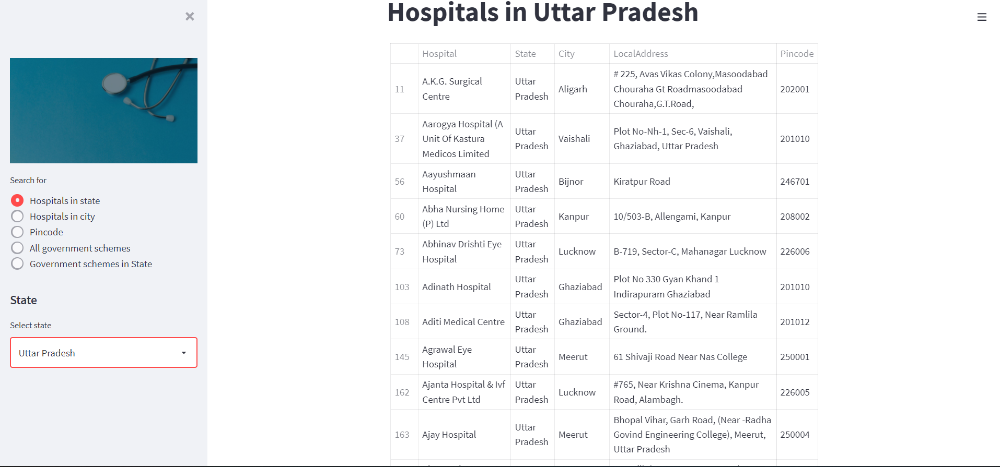 Search for
Hospitals in state
Hospitals in city
Pincode
All government schemes
Government schemes in State
State
Select state
Uttar Pradesh
Hospitals in Uttar Pradesh
Hospital State City LocalAddress Pincode
11 A.K.G. Surgical Centre Uttar Pradesh Aligarh # 225, Avas Vikas Colony,Masoodabad Chouraha Gt Roadmasoodabad Chouraha,G.T.Road, 202001
37 Aarogya Hospital (A Unit Of Kastura Medicos Limited Uttar Pradesh Vaishali Plot No-Nh-1, Sec-6, Vaishali, Ghaziabad, Uttar Pradesh 201010
56 Aayushmaan Hospital Uttar Pradesh Bijnor Kiratpur Road 246701
60 Abha Nursing Home (P) Ltd Uttar Pradesh Kanpur 10/503-B, Allengami, Kanpur 208002
73 Abhinav Drishti Eye Hospital Uttar Pradesh Lucknow B-719, Sector-C, Mahanagar Lucknow 226006
103 Adinath Hospital Uttar Pradesh Ghaziabad Plot No 330 Gyan Khand 1 Indirapuram Ghaziabad 201010
108 Aditi Medical Centre Uttar Pradesh Ghaziabad Sector-4, Plot No-117, Near Ramlila Ground. 201012
145 Agrawal Eye Hospital Uttar Pradesh Meerut 61 Shivaji Road Near Nas College 250001
162 Ajanta Hospital & Ivf Centre Pvt Ltd Uttar Pradesh Lucknow #765, Near Krishna Cinema, Kanpur Road, Alambagh. 226005
163 Ajay Hospital Uttar Pradesh Meerut Bhopal Vihar, Garh Road, (Near -Radha Govind Engineering College), Meerut, Uttar Pradesh 250004